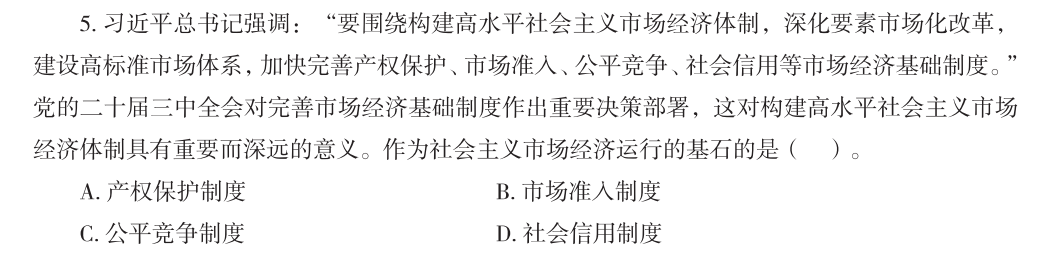 5. 习近平总书记强调：“要围绕构建高水平社会主义市场经济体制，深化要素市场化改革，
建设高标准市场体系，加快完善产权保护、市场准入、公平竞争、社会信用等市场经济基础制度。”
党的二十届三中全会对完善市场经济基础制度作出重要决策部署，这对构建高水平社会主义市场
经济体制具有重要而深远的意义。作为社会主义市场经济运行的基石的是（　）。
A. 产权保护制度 B. 市场准入制度
C. 公平竞争制度 D. 社会信用制度